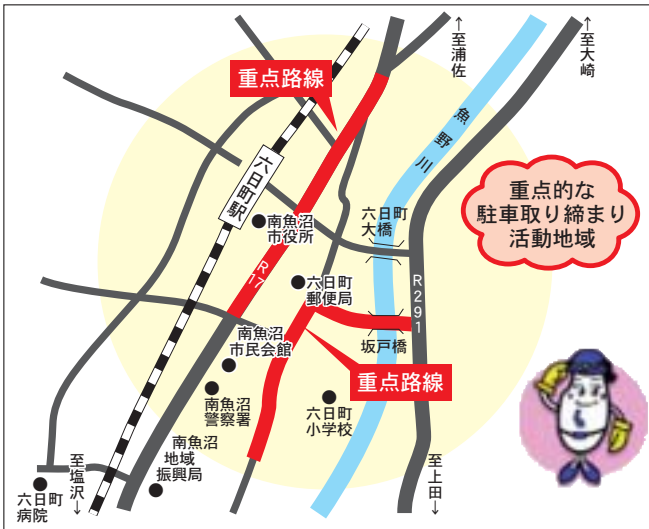 ←至浦佐
←至大崎
重点路線
魚野川
六日町駅
重点的な
駐車取り締まり
活動地域
南魚沼
市役所
六日町
大橋
R17
六日町
郵便局
R291
南魚沼
市民会館
坂戸橋
重点路線
南魚沼
警察署
六日町
小学校
南魚沼
地域
振興局
至塩沢→
至上田→
六日町
病院